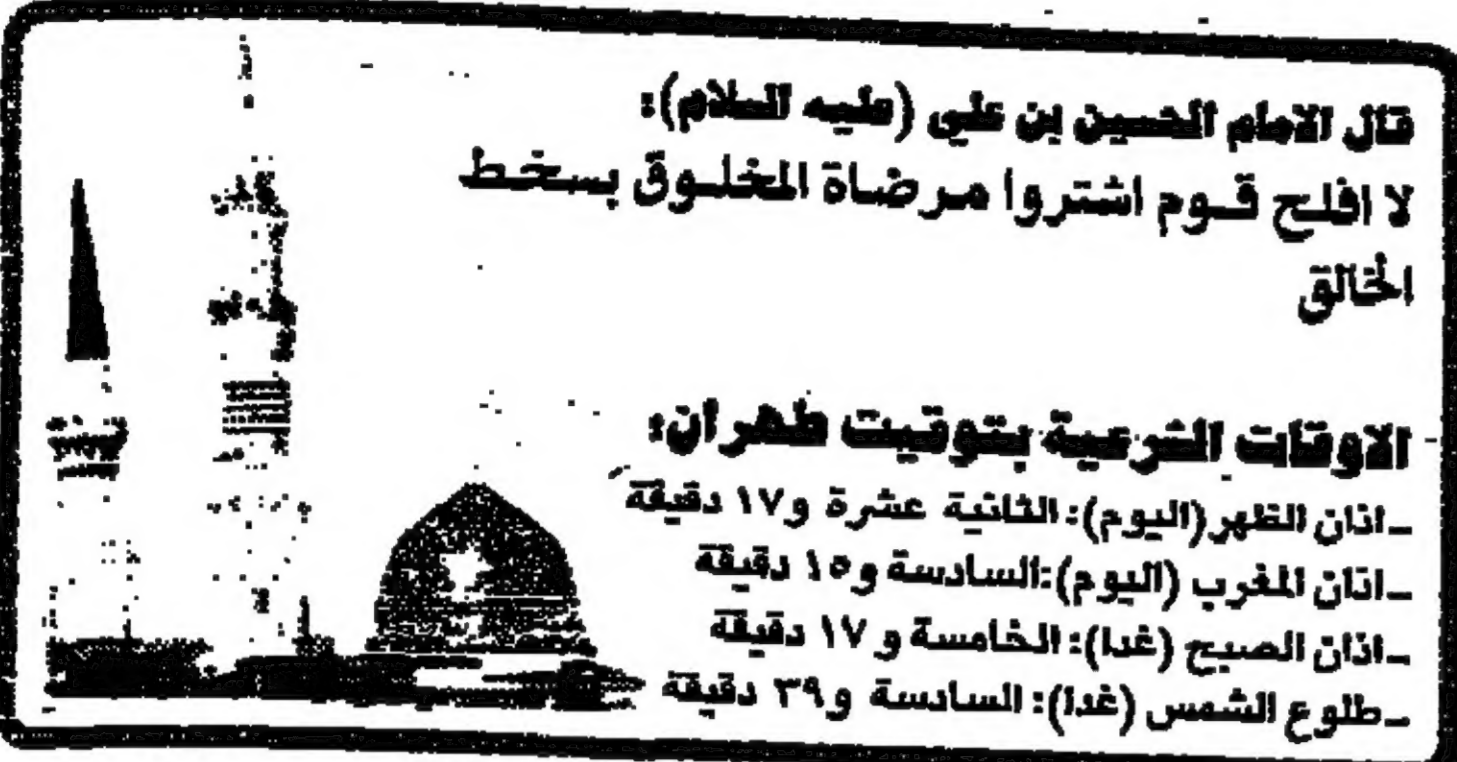 قال الامام الحسين بن علي (عليه السلام):
لا افلح قوم اشتروا مرضاة المخلوق بسخط
الخالق
الاوقات الشرعية بتوقيت طهران:
ـ اذان الظهر (اليوم): الثانية عشرة و١٧ دقيقة
ـ اذان المغرب (اليوم): السادسة و١٥ دقيقة
ـ اذان الصبح (غدا): الخامسة و ١٧ دقيقة
ـ طلوع الشمس (غدا): السادسة و٣٩ دقيقة